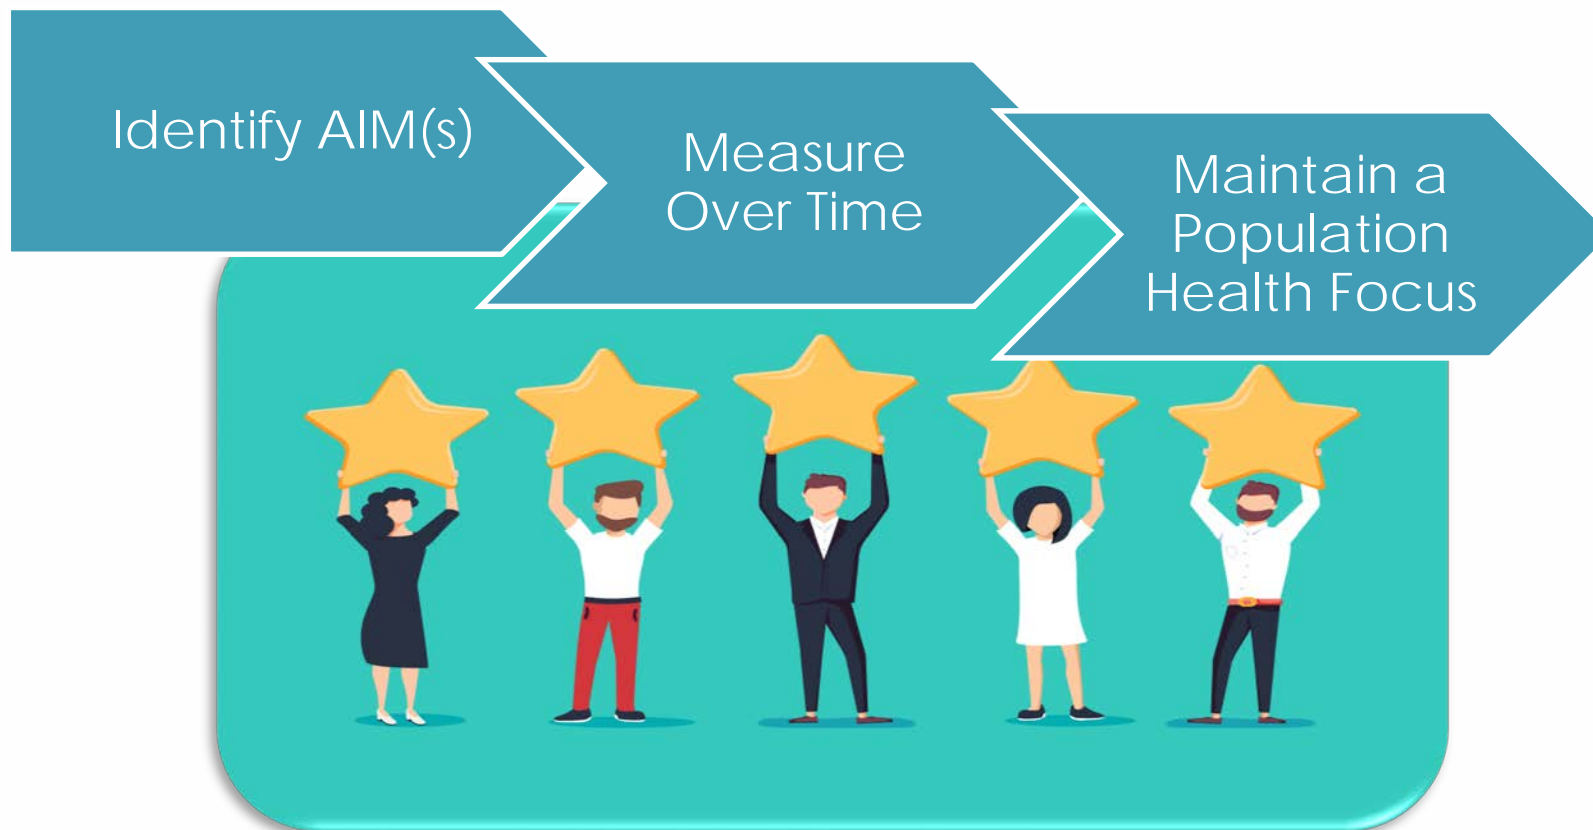 Identify AIM(s)
Measure
Over Time
Maintain a
Population
Health Focus